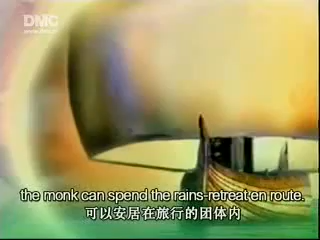 DMC
the monk can spend the rains-retreat en route.
可以安居在旅行的团体内